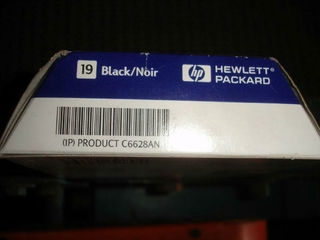 19 Black/Noir
hp HEWLETT®
PACKARD
(1P) PRODUCT C6628AN